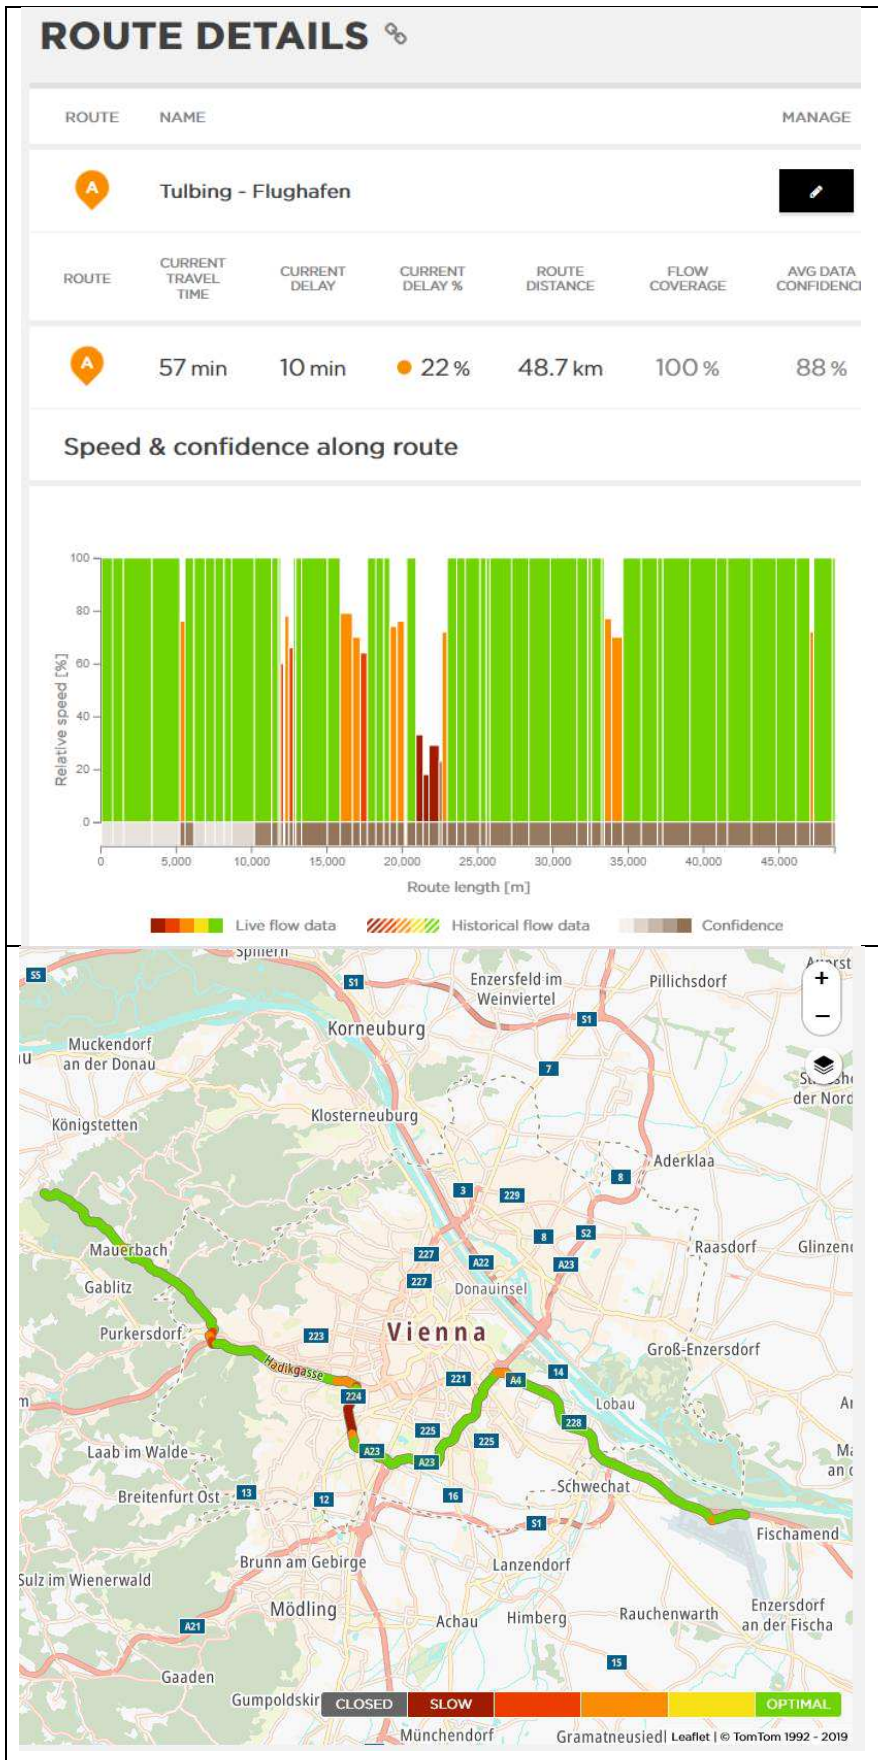 ROUTE DETAILS
ROUTE NAME MANAGE
A Tulbing - Flughafen
ROUTE CURRENT TRAVEL TIME CURRENT DELAY CURRENT DELAY % ROUTE DISTANCE FLOW COVERAGE AVG DATA CONFIDENC
A 57 min 10 min 22 % 48.7 km 100 % 88 %
Speed & confidence along route
100
80
60
40
20
0
Relative speed [%]
0 5,000 10,000 15,000 20,000 25,000 30,000 35,000 40,000 45,000
Route length [m]
Live flow data Historical flow data Confidence
Spillern
S5
S1
Enzersfeld im
Weinviertel
Pillichsdorf
+
−
Korneuburg
S1
Muckendorf
an der Donau
7
der Nord
Königstetten
Klosterneuburg
Aderklaa
8
3
229
Mauerbach
227
8
S2
A22
A23
Raasdorf
Gablitz
227
Donauinsel
Purkersdorf
223
Vienna
Groß-Enzersdorf
Hadikgasse
221
A4
14
224
Lobau
228
225
225
A23
A23
Laab im Walde
Breitenfurt Ost
13
12
16
Schwechat
S1
Fischamend
Brunn am Gebirge
Lanzendorf
Sulz im Wienerwald
Mödling
Achau
Himberg
Rauchenwarth
Enzersdorf
an der Fischa
A21
15
Gaaden
Gumpoldskir
CLOSED SLOW OPTIMAL
Münchendorf
Gramatneusiedl
Leaflet | © TomTom 1992 - 2019